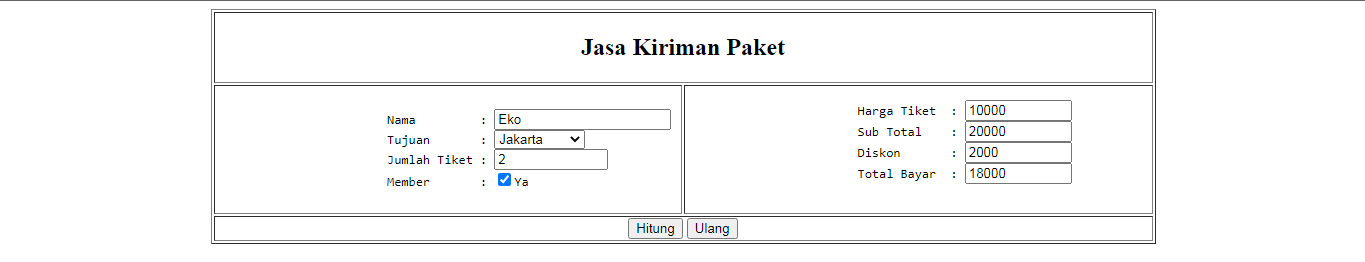 Jasa Kiriman Paket
Nama : Eko
Tujuan : Jakarta
Jumlah Tiket : 2
Member : Ya
Harga Tiket : 10000
Sub Total : 20000
Diskon : 2000
Total Bayar : 18000
Hitung Ulang